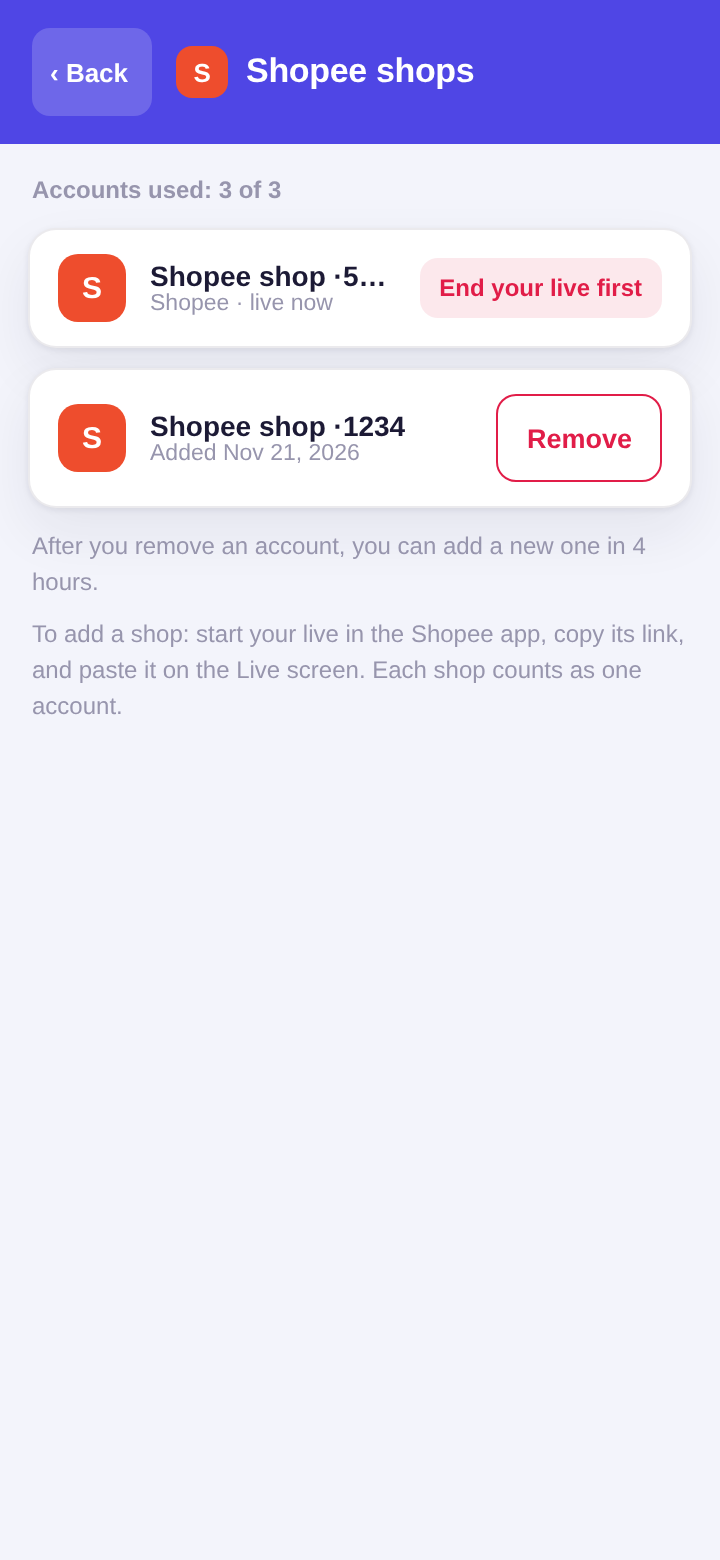 ‹ Back
S
Shopee shops
Accounts used: 3 of 3
S
Shopee shop ·5…
Shopee · live now
End your live first
S
Shopee shop ·1234
Added Nov 21, 2026
Remove
After you remove an account, you can add a new one in 4
hours.
To add a shop: start your live in the Shopee app, copy its link,
and paste it on the Live screen. Each shop counts as one
account.